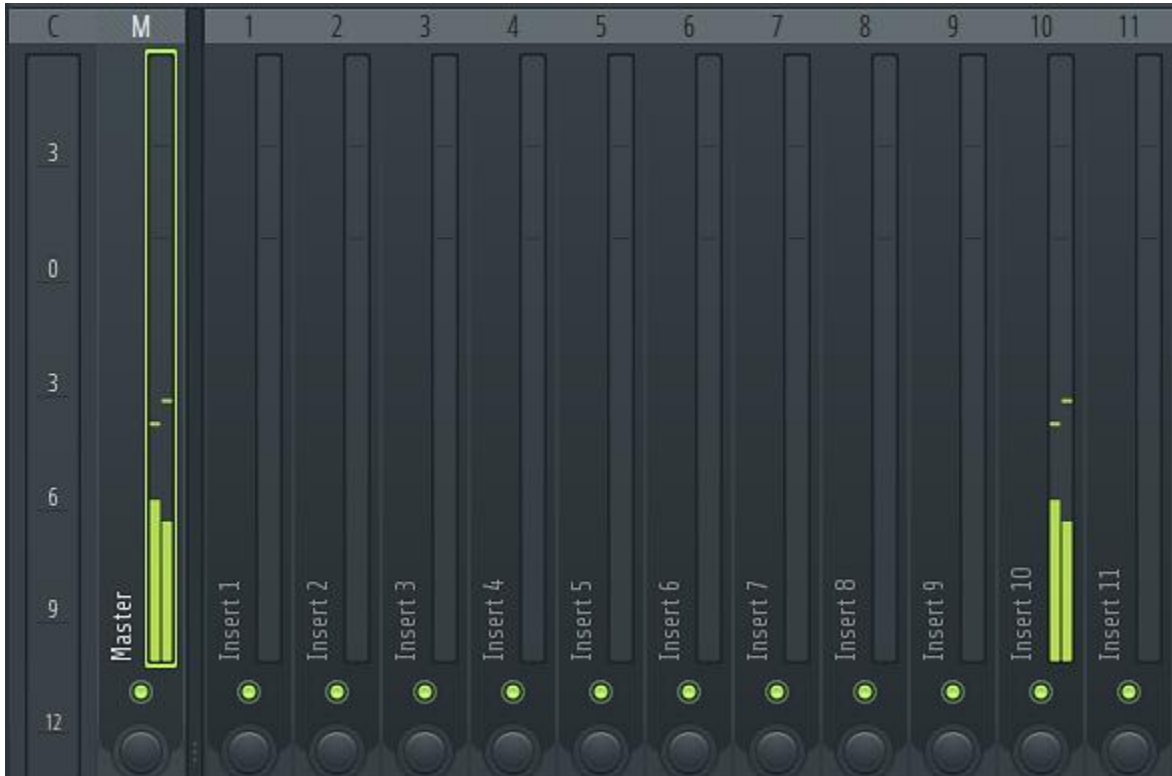 C M 1 2 3 4 5 6 7 8 9 10 11
3
0
3
6
9
12
Master
Insert 1
Insert 2
Insert 3
Insert 4
Insert 5
Insert 6
Insert 7
Insert 8
Insert 9
Insert 10
Insert 11